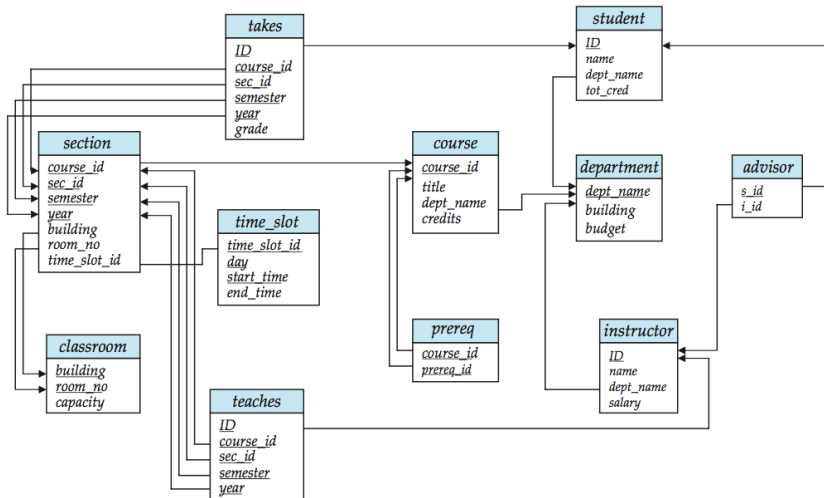 takes
ID
course_id
sec_id
semester
year
grade
student
ID
name
dept_name
tot_cred
section
course_id
sec_id
semester
year
building
room_no
time_slot_id
course
course_id
title
dept_name
credits
department
dept_name
building
budget
advisor
s_id
i_id
time_slot
time_slot_id
day
start_time
end_time
prereq
course_id
prereq_id
instructor
ID
name
dept_name
salary
classroom
building
room_no
capacity
teaches
ID
course_id
sec_id
semester
year